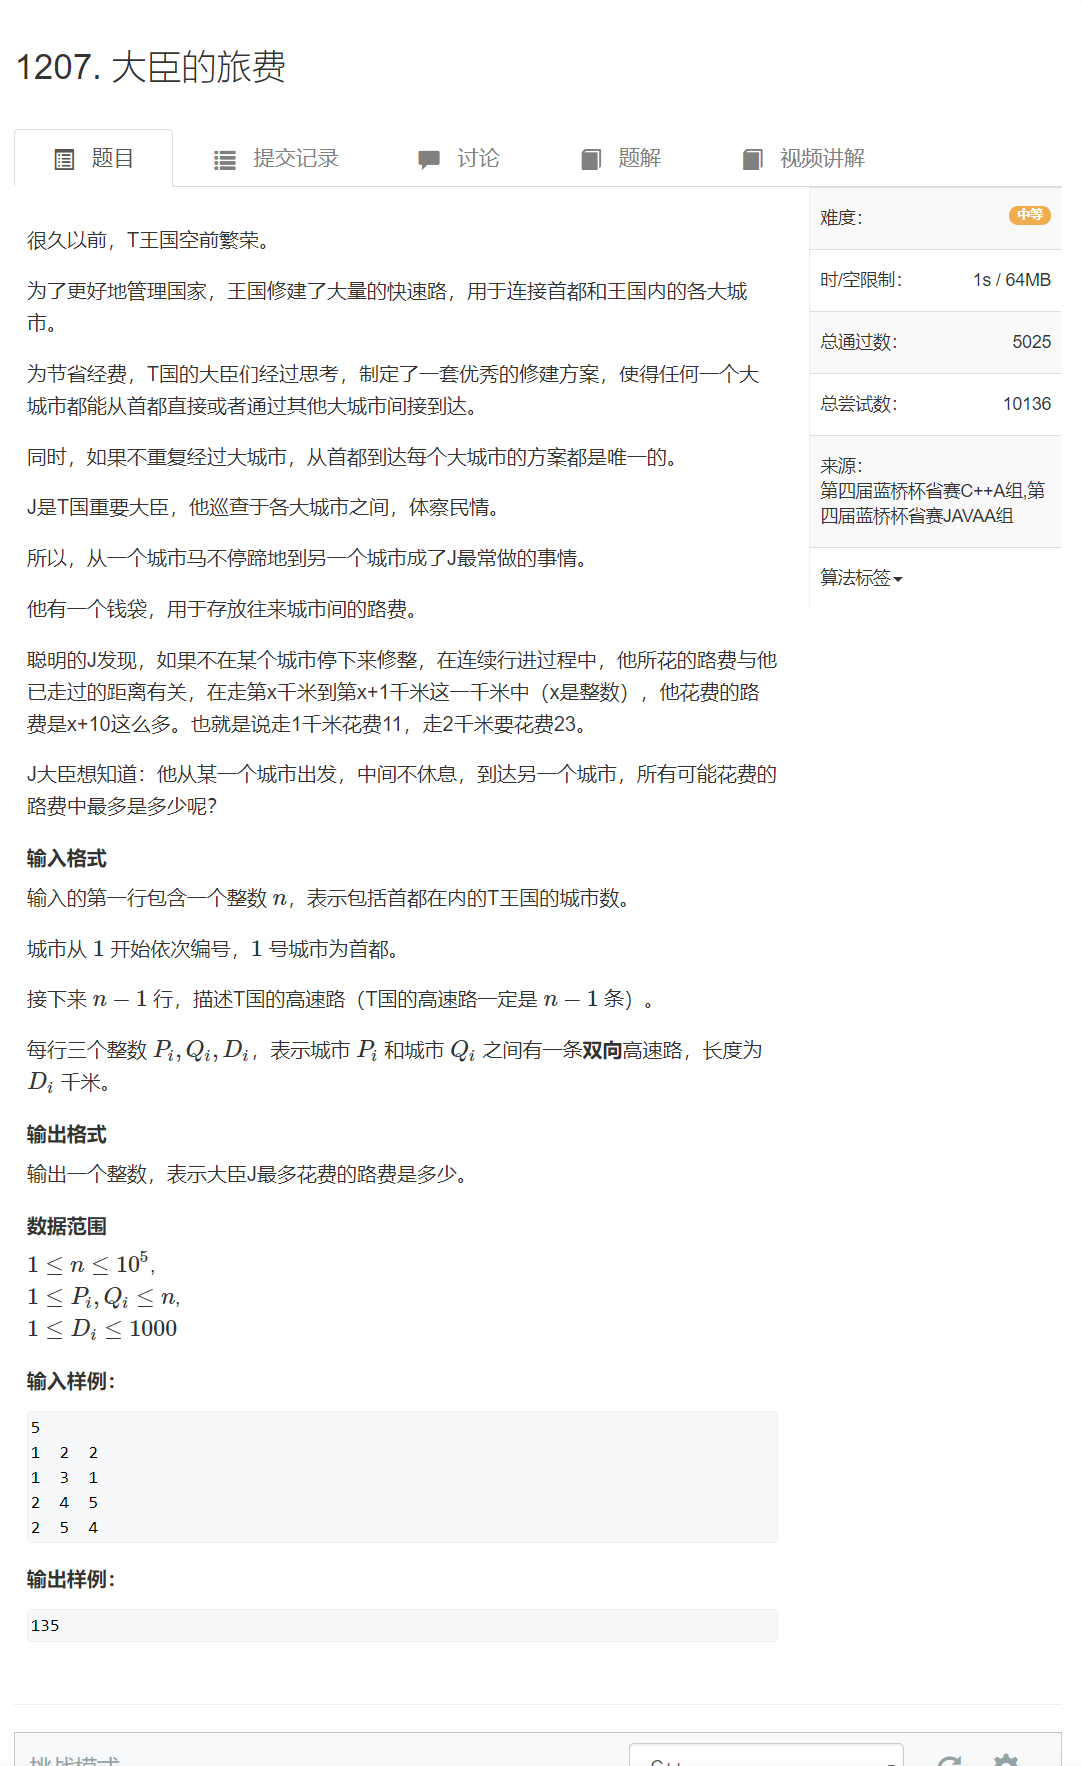 1207. 大臣的旅费
题目 提交记录 讨论 题解 视频讲解
难度： 中等
时/空限制： 1s / 64MB
总通过数： 5025
总尝试数： 10136
来源：
第四届蓝桥杯省赛C++A组,第
四届蓝桥杯省赛JAVAA组
算法标签
很久以前，T王国空前繁荣。
为了更好地管理国家，王国修建了大量的快速路，用于连接首都和王国内的各大城
市。
为节省经费，T国的大臣们经过思考，制定了一套优秀的修建方案，使得任何一个大
城市都能从首都直接或者通过其他大城市间接到达。
同时，如果不重复经过大城市，从首都到达每个大城市的方案都是唯一的。
J是T国重要大臣，他巡查于各大城市之间，体察民情。
所以，从一个城市马不停蹄地到另一个城市成了J最常做的事情。
他有一个钱袋，用于存放往来城市间的路费。
聪明的J发现，如果不在某个城市停下来修整，在连续行进过程中，他所花的路费与他
已走过的距离有关，在走第x千米到第x+1千米这一千米中（x是整数），他花费的路
费是x+10这么多。也就是说走1千米花费11，走2千米要花费23。
J大臣想知道：他从某一个城市出发，中间不休息，到达另一个城市，所有可能花费的
路费中最多是多少呢？
输入格式
输入的第一行包含一个整数 n，表示包括首都在内的T王国的城市数。
城市从 1 开始依次编号，1 号城市为首都。
接下来 n − 1 行，描述T国的高速路（T国的高速路一定是 n − 1 条）。
每行三个整数 P_i, Q_i, D_i，表示城市 P_i 和城市 Q_i 之间有一条双向高速路，长度为
D_i 千米。
输出格式
输出一个整数，表示大臣J最多花费的路费是多少。
数据范围
1 ≤ n ≤ 10^5,
1 ≤ P_i, Q_i ≤ n,
1 ≤ D_i ≤ 1000
输入样例：
5
1 2 2
1 3 1
2 4 5
2 5 4
输出样例：
135